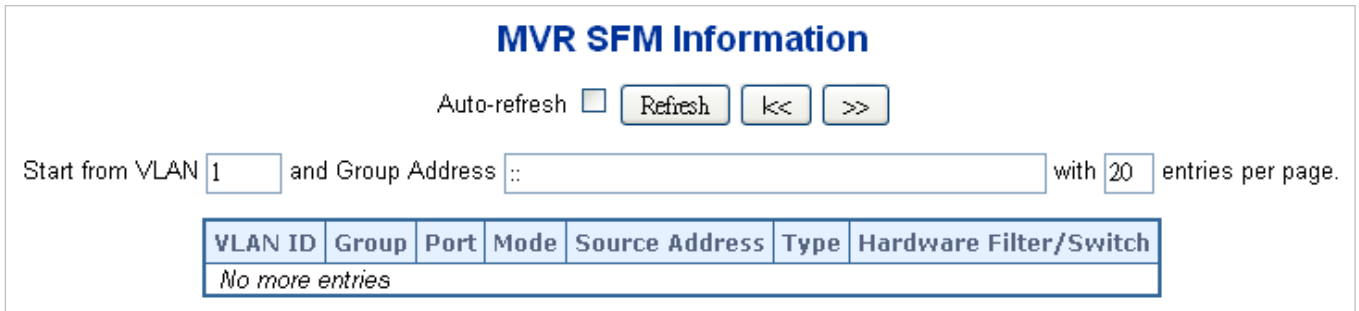 MVR SFM Information
Auto-refresh Refresh |<< >>
Start from VLAN 1 and Group Address :: with 20 entries per page.
VLAN ID Group Port Mode Source Address Type Hardware Filter/Switch
No more entries